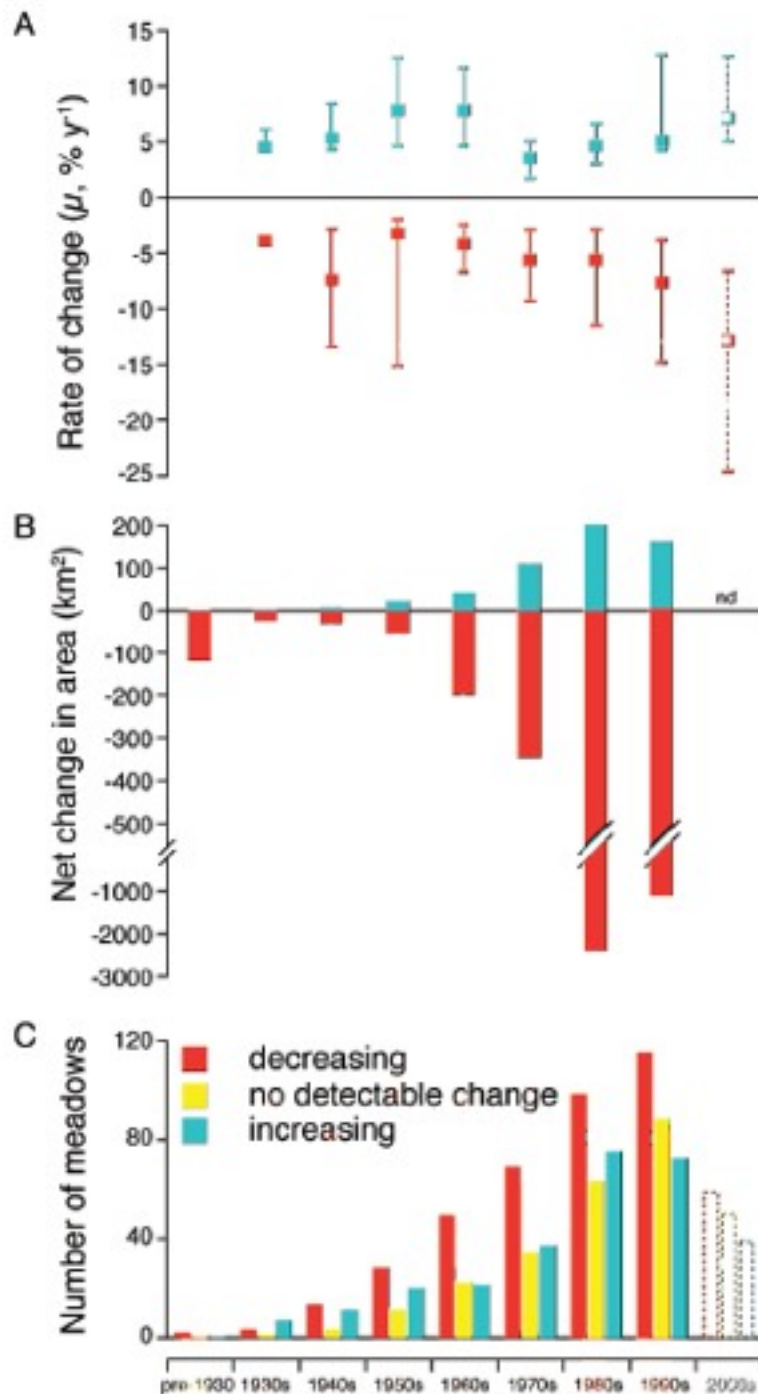 A
Rate of change (μ, % y⁻¹)
15
10
5
0
-5
-10
-15
-20
-25
B
Net change in area (km²)
200
100
0
-100
-200
-300
-400
-500
-1000
-2000
-3000
nd
C
Number of meadows
120
80
40
0
decreasing
no detectable change
increasing
pre-1930 1930s 1940s 1950s 1960s 1970s 1980s 1990s 2000s